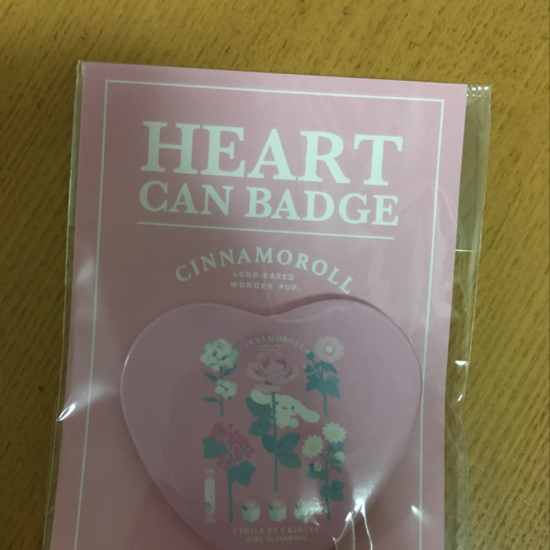 HEART
CAN BADGE
CINNAMOROLL
LONG-EARED
WONDER PUP.
CINNAMOROLL
ETOILE ET GRIOTTE